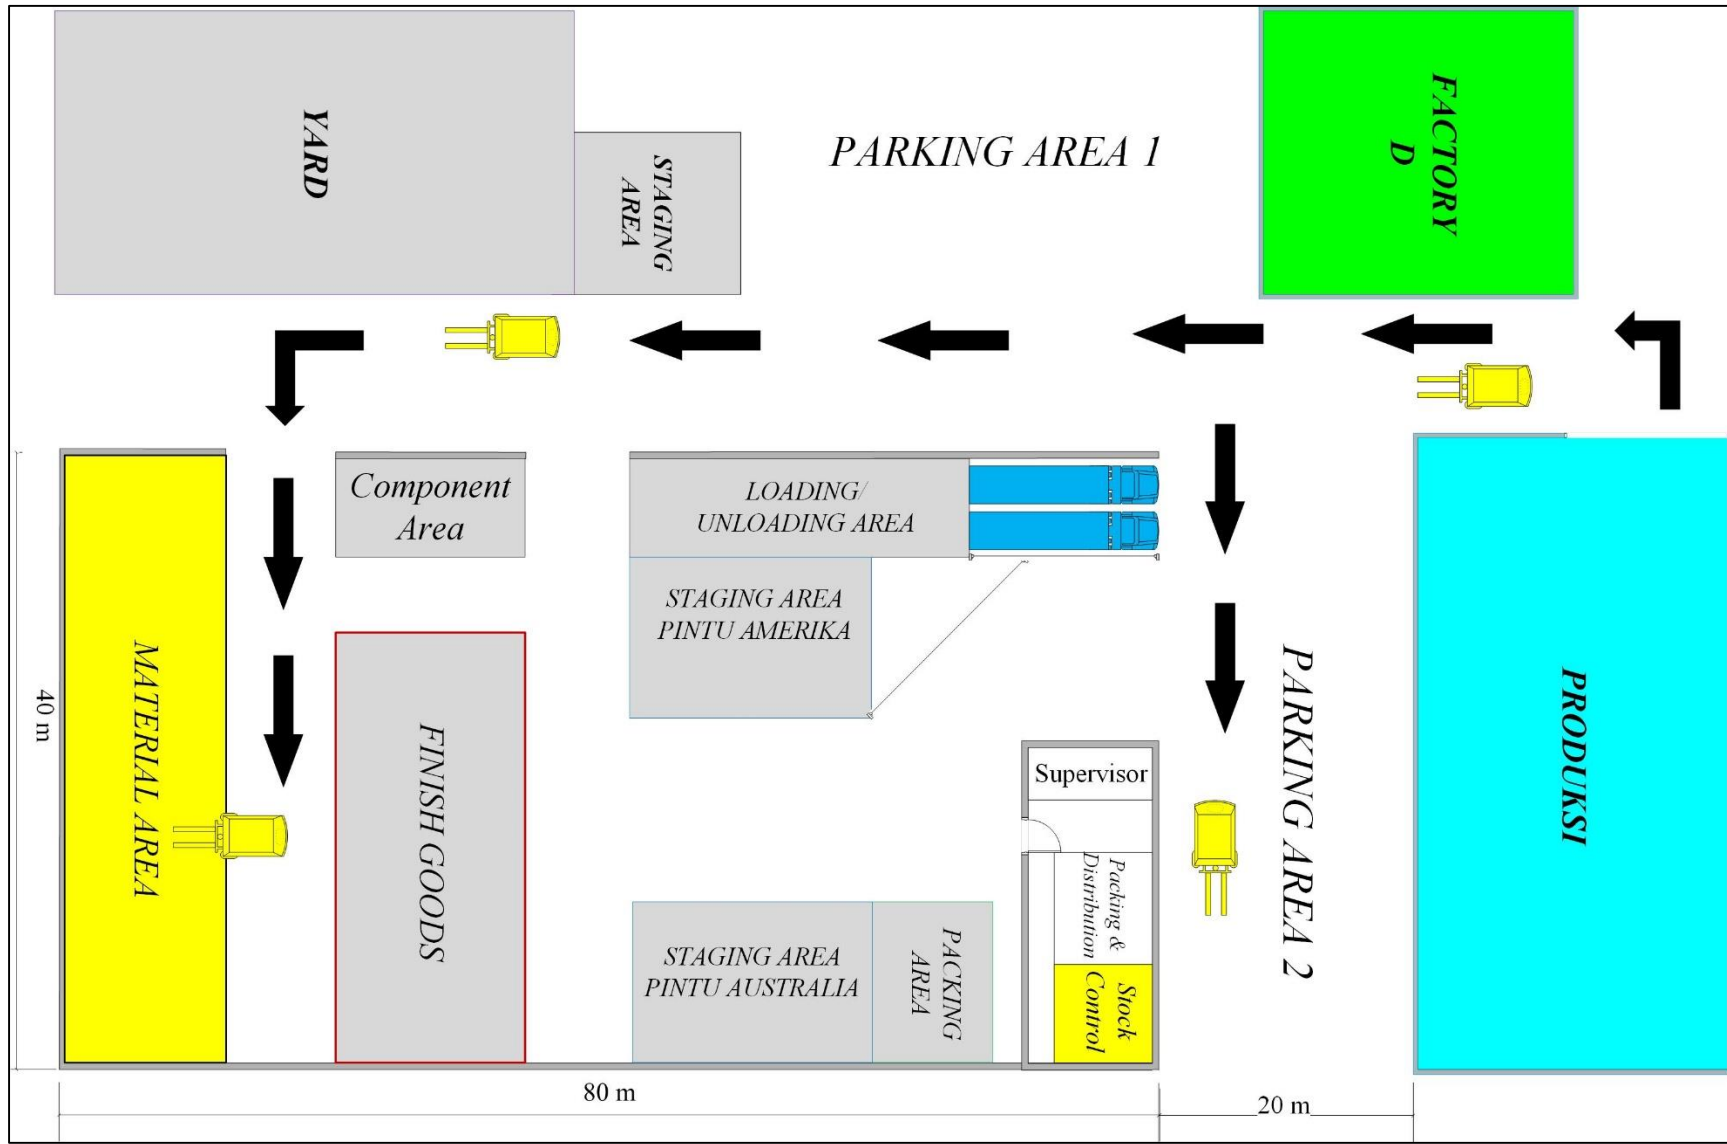 YARD
STAGING
AREA
PARKING AREA 1
FACTORY
D
Component
Area
LOADING/
UNLOADING AREA
STAGING AREA
PINTU AMERIKA
MATERIAL AREA
FINISH GOODS
40 m
Supervisor
Packing &
Distribution
Stock
Control
STAGING AREA
PINTU AUSTRALIA
PACKING
AREA
PARKING AREA 2
PRODUKSI
80 m
20 m